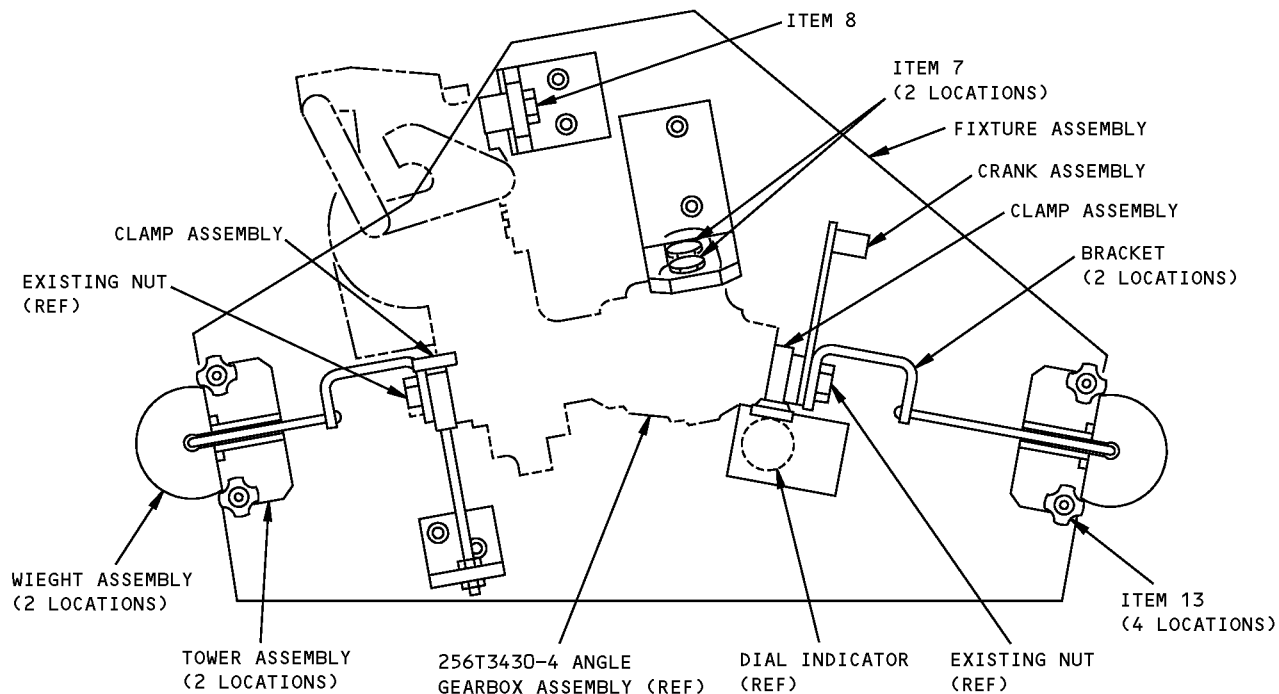 ITEM 8
ITEM 7
(2 LOCATIONS)
FIXTURE ASSEMBLY
CRANK ASSEMBLY
CLAMP ASSEMBLY
BRACKET
(2 LOCATIONS)
CLAMP ASSEMBLY
EXISTING NUT
(REF)
WIEGHT ASSEMBLY
(2 LOCATIONS)
TOWER ASSEMBLY
(2 LOCATIONS)
256T3430-4 ANGLE
GEARBOX ASSEMBLY (REF)
DIAL INDICATOR
(REF)
EXISTING NUT
(REF)
ITEM 13
(4 LOCATIONS)